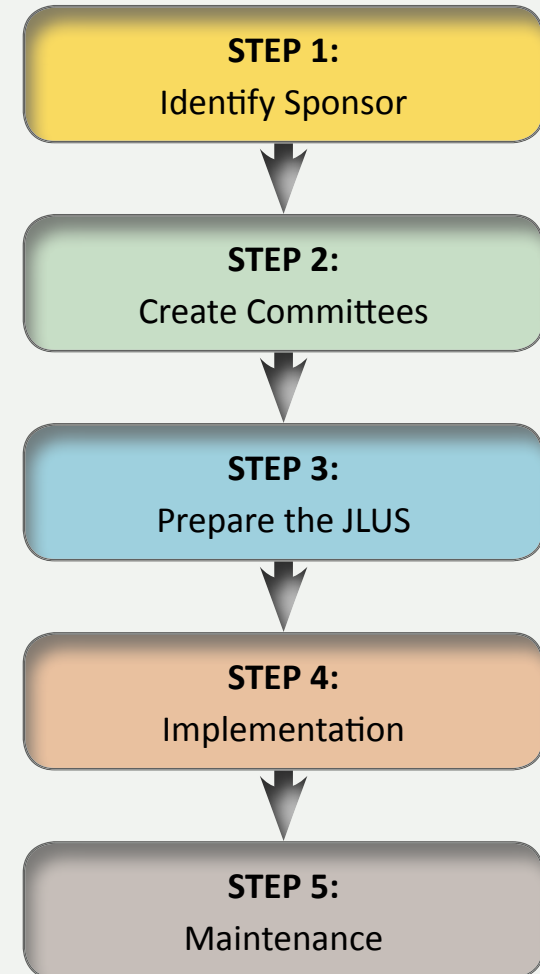 STEP 1:
Identify Sponsor
STEP 2:
Create Committees
STEP 3:
Prepare the JLUS
STEP 4:
Implementation
STEP 5:
Maintenance